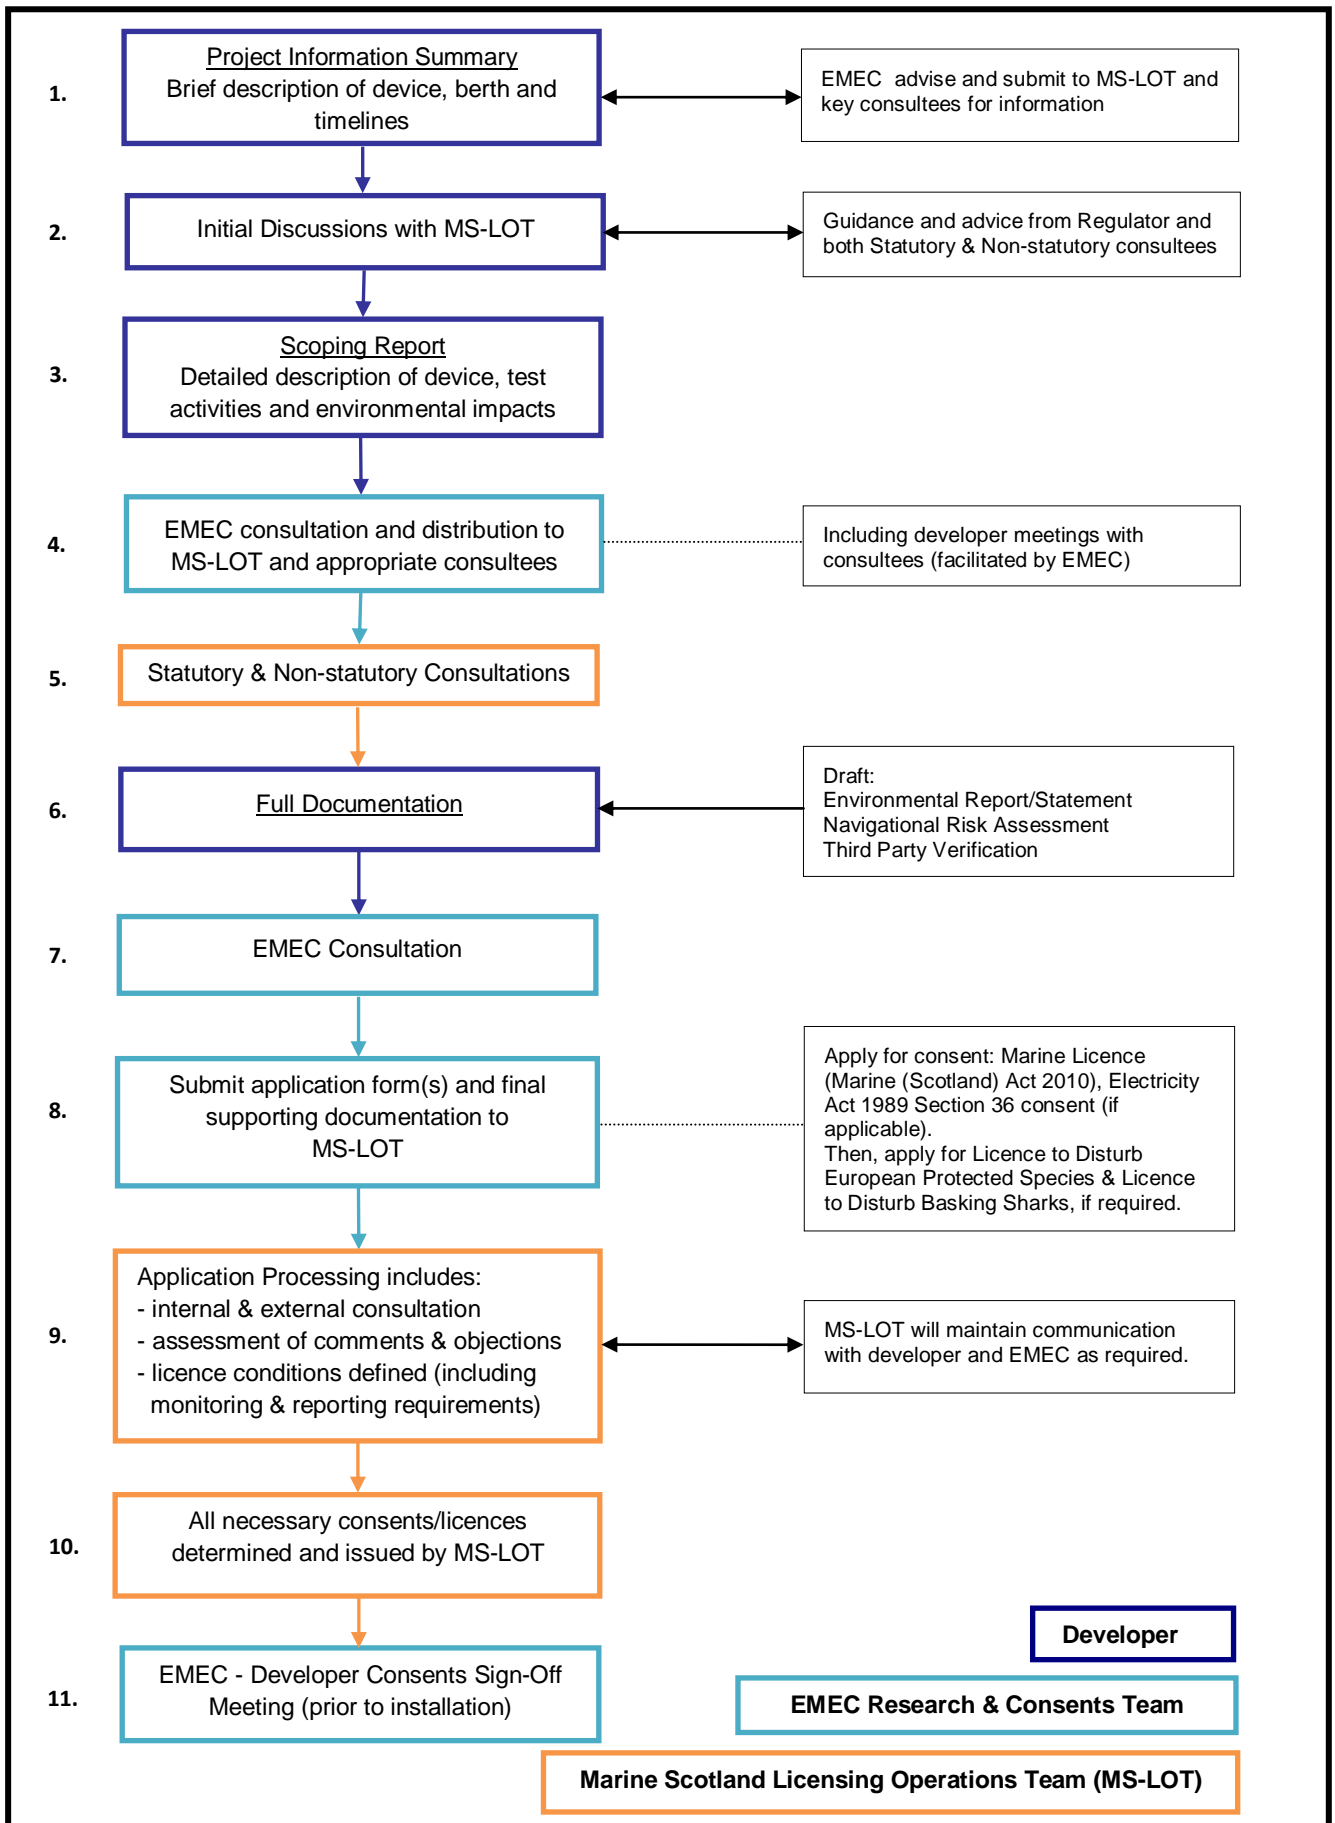 1.
Project Information Summary
Brief description of device, berth and
timelines
EMEC advise and submit to MS-LOT and
key consultees for information
2.
Initial Discussions with MS-LOT
Guidance and advice from Regulator and
both Statutory & Non-statutory consultees
3.
Scoping Report
Detailed description of device, test
activities and environmental impacts
4.
EMEC consultation and distribution to
MS-LOT and appropriate consultees
Including developer meetings with
consultees (facilitated by EMEC)
5.
Statutory & Non-statutory Consultations
6.
Full Documentation
Draft:
Environmental Report/Statement
Navigational Risk Assessment
Third Party Verification
7.
EMEC Consultation
8.
Submit application form(s) and final
supporting documentation to
MS-LOT
Apply for consent: Marine Licence
(Marine (Scotland) Act 2010), Electricity
Act 1989 Section 36 consent (if
applicable).
Then, apply for Licence to Disturb
European Protected Species & Licence
to Disturb Basking Sharks, if required.
9.
Application Processing includes:
- internal & external consultation
- assessment of comments & objections
- licence conditions defined (including
monitoring & reporting requirements)
MS-LOT will maintain communication
with developer and EMEC as required.
10.
All necessary consents/licences
determined and issued by MS-LOT
11.
EMEC - Developer Consents Sign-Off
Meeting (prior to installation)
Developer
EMEC Research & Consents Team
Marine Scotland Licensing Operations Team (MS-LOT)